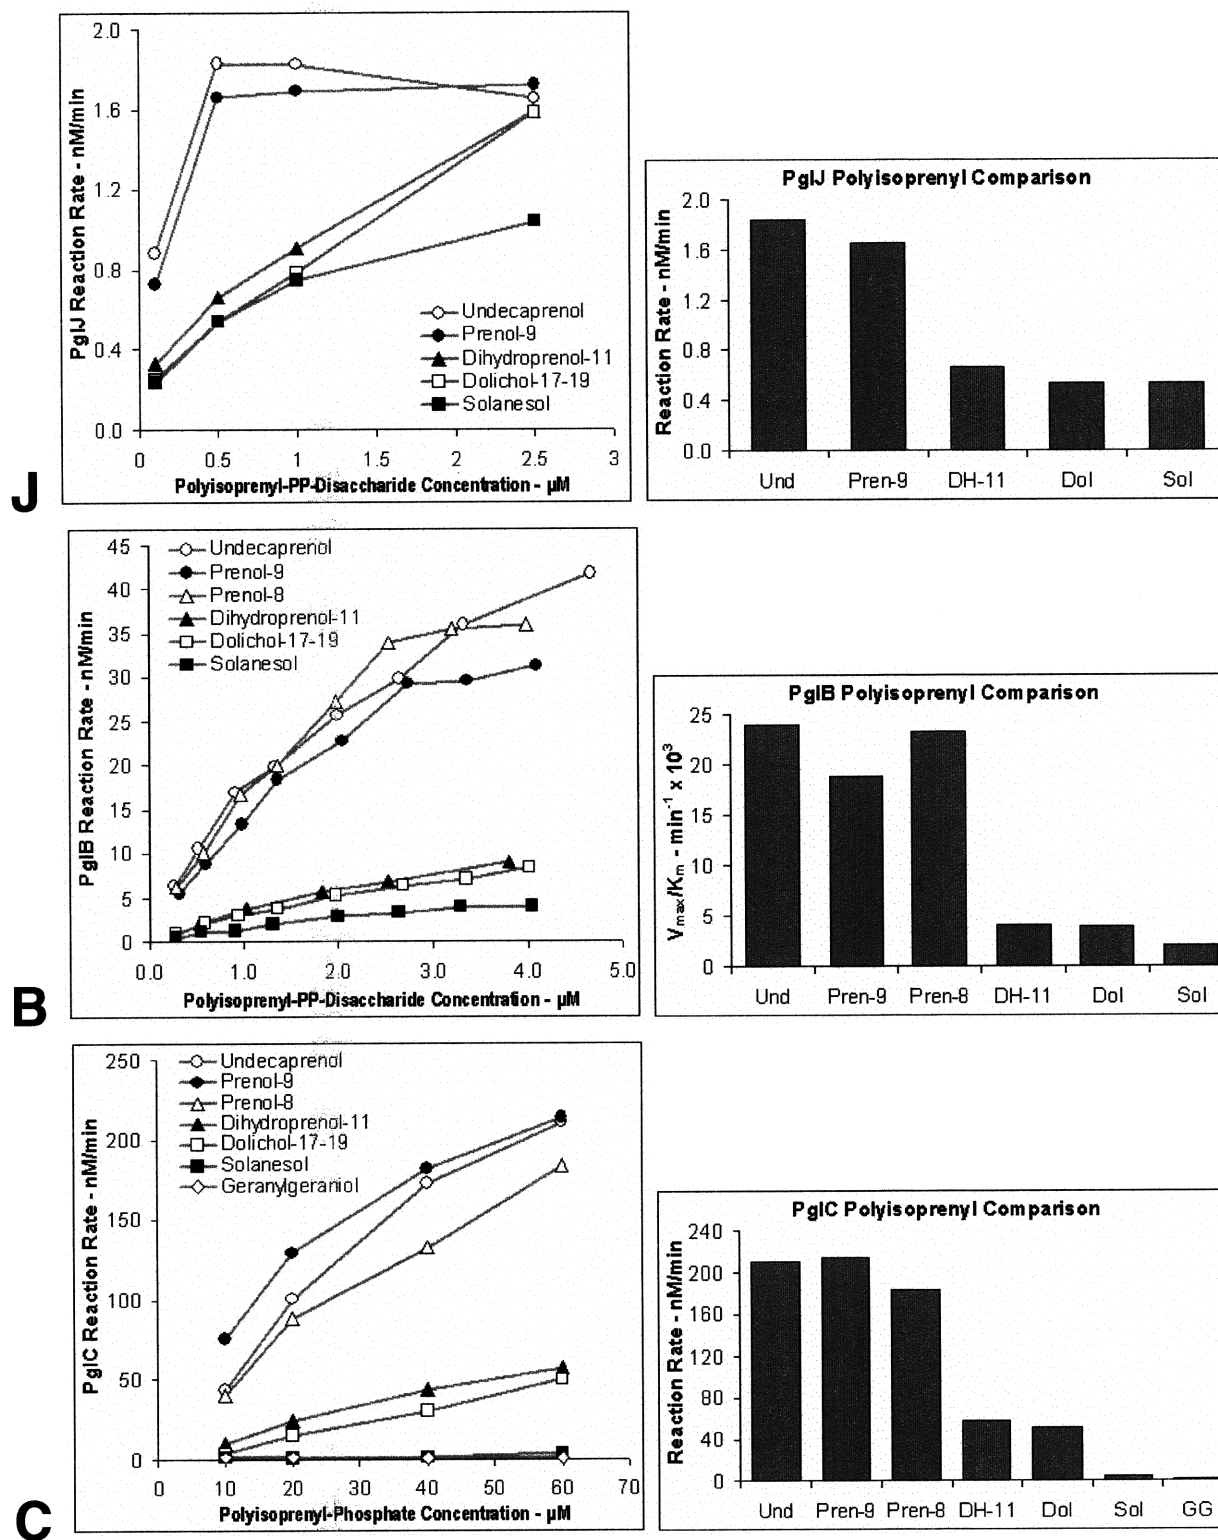 2.0
1.6
1.2
0.8
0.4
0.0
PglJ Reaction Rate - nM/min
Undecaprenol
Prenol-9
Dihydroprenol-11
Dolichol-17-19
Solanesol
0 0.5 1 1.5 2 2.5 3
Polyisoprenyl-PP-Disaccharide Concentration - µM
J
PglJ Polyisoprenyl Comparison
2.0
1.6
1.2
0.8
0.4
0.0
Reaction Rate - nM/min
Und Pren-9 DH-11 Dol Sol
45
40
35
30
25
20
15
10
5
0
PglB Reaction Rate - nM/min
Undecaprenol
Prenol-9
Prenol-8
Dihydroprenol-11
Dolichol-17-19
Solanesol
0.0 1.0 2.0 3.0 4.0 5.0
Polyisoprenyl-PP-Disaccharide Concentration - µM
B
PglB Polyisoprenyl Comparison
25
20
15
10
5
0
Vmax/Km - min⁻¹ x 10³
Und Pren-9 Pren-8 DH-11 Dol Sol
250
200
150
100
50
0
PglC Reaction Rate - nM/min
Undecaprenol
Prenol-9
Prenol-8
Dihydroprenol-11
Dolichol-17-19
Solanesol
Geranylgeraniol
0 10 20 30 40 50 60 70
Polyisoprenyl-Phosphate Concentration - µM
C
PglC Polyisoprenyl Comparison
240
200
160
120
80
40
0
Reaction Rate - nM/min
Und Pren-9 Pren-8 DH-11 Dol Sol GG